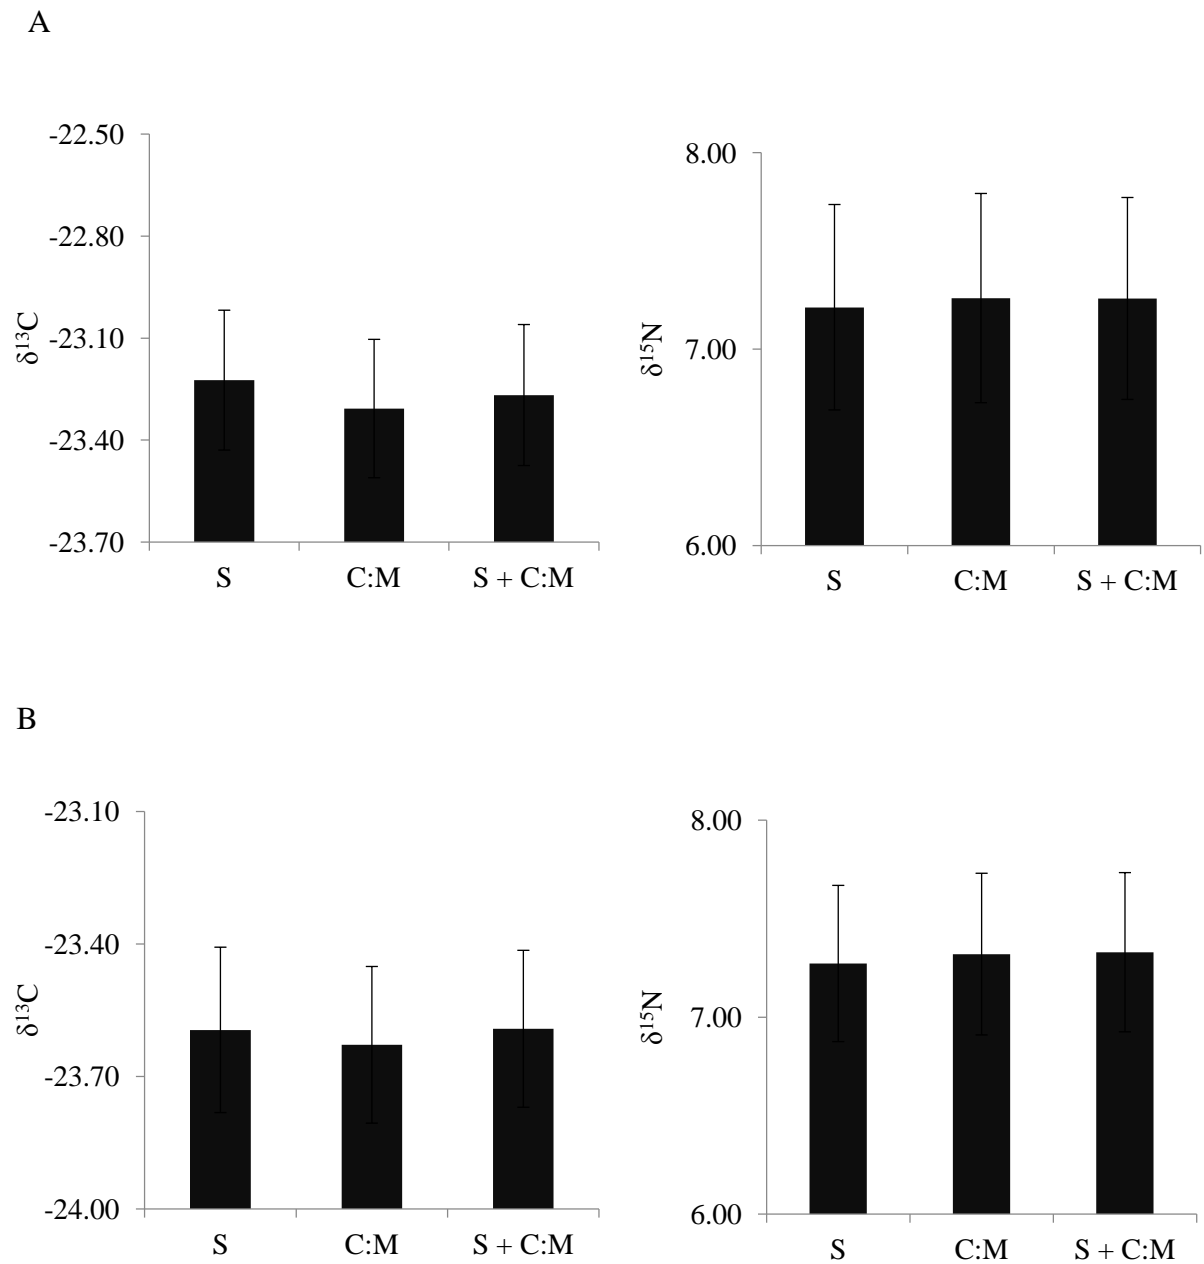 A
-22.50
-22.80
-23.10
-23.40
-23.70
δ¹³C
S C:M S + C:M
8.00
7.00
6.00
δ¹⁵N
S C:M S + C:M
B
-23.10
-23.40
-23.70
-24.00
δ¹³C
S C:M S + C:M
8.00
7.00
6.00
δ¹⁵N
S C:M S + C:M